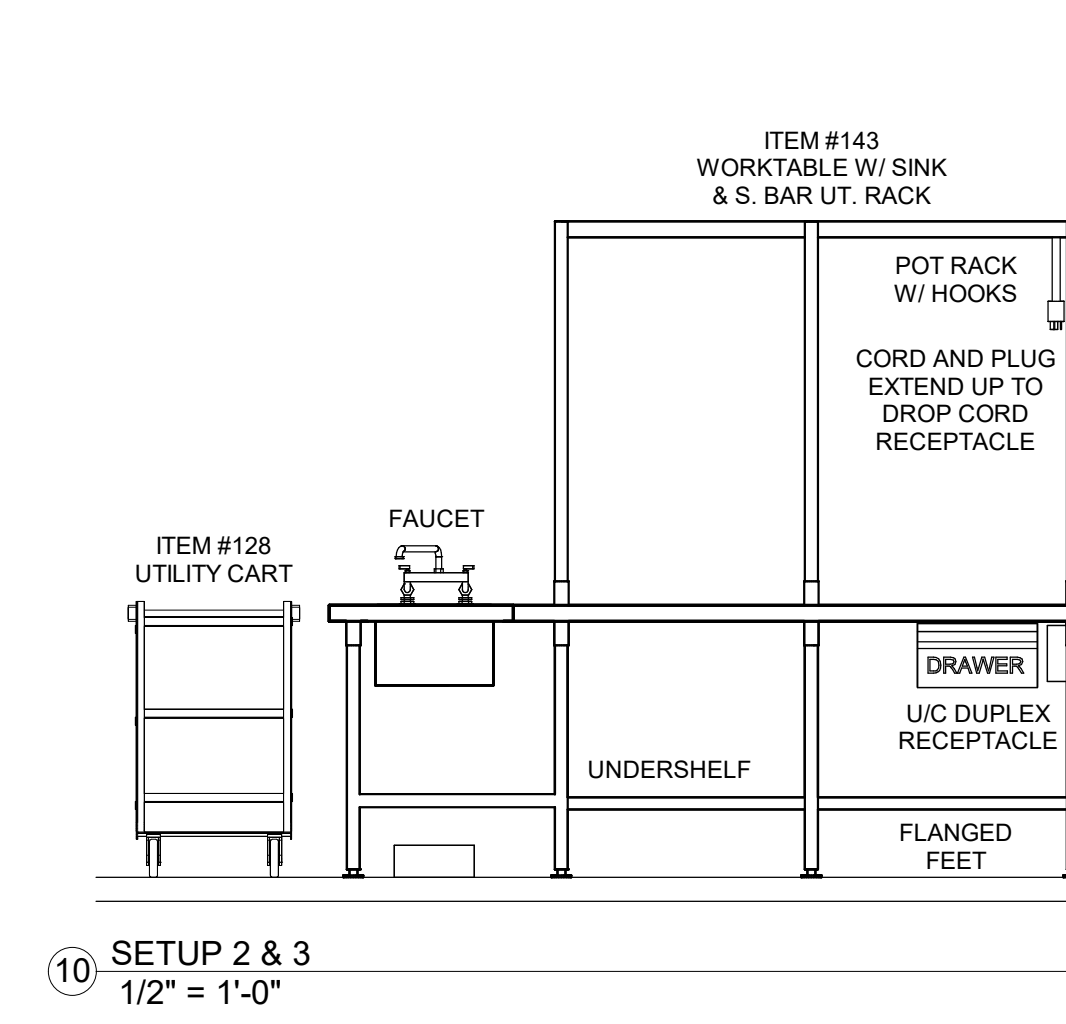 ITEM #143
WORKTABLE W/ SINK
& S. BAR UT. RACK
POT RACK
W/ HOOKS
CORD AND PLUG
EXTEND UP TO
DROP CORD
RECEPTACLE
FAUCET
ITEM #128
UTILITY CART
DRAWER
U/C DUPLEX
RECEPTACLE
UNDERSHELF
FLANGED
FEET
10
SETUP 2 & 3
1/2" = 1'-0"